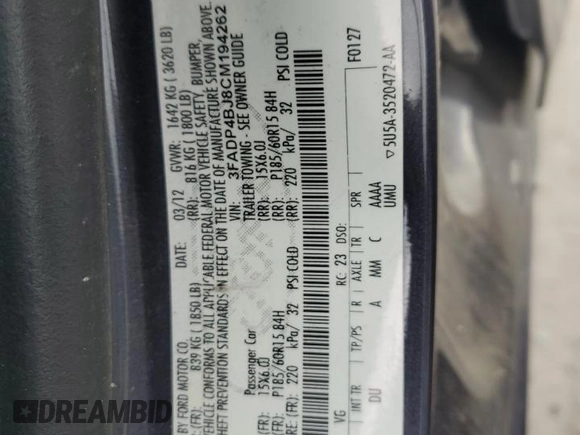 BY FORD MOTOR CO.
DATE: 03/12 GVWR: 1642 KG ( 3620 LB)
(FR): 839 KG ( 1850 LB) (RR): 816 KG ( 1800 LB)
VEHICLE CONFORMS TO ALL APPLICABLE FEDERAL MOTOR VEHICLE SAFETY, BUMPER,
THEFT PREVENTION STANDARDS IN EFFECT ON THE DATE OF MANUFACTURE SHOWN ABOVE
VIN: 3FADP4BJ8CM194262
Passenger Car TRAILER TOWING - SEE OWNER GUIDE
(FR): 15X6.0J (RR): 15X6.0J
(FR): P185/60R15 84H (RR): P185/60R15 84H
RE (FR): 220 kPa/ 32 PSI COLD (RR): 220 kPa/ 32 PSI COLD
F0127
VG RC: 23 DSO:
INT TR TP/PS R AXLE TR SPR
DU A MM C AAAA
UMU
5U5A-3520472-AA
DREAMBID